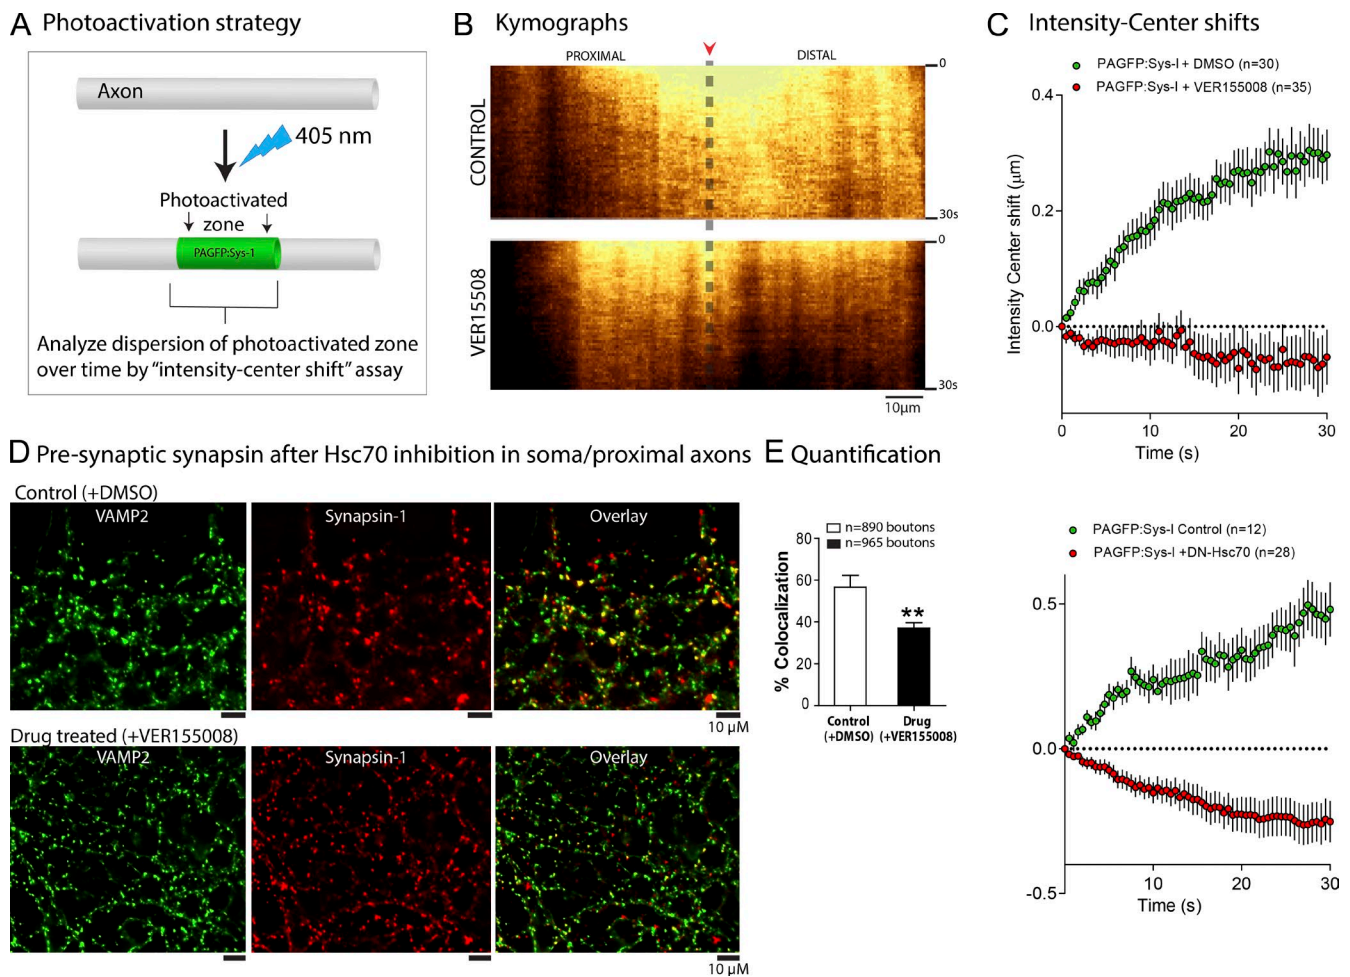 A Photoactivation strategy
Axon
405 nm
Photoactivated
zone
PAGFP:Sys-1
Analyze dispersion of photoactivated zone
over time by "intensity-center shift" assay
B Kymographs
PROXIMAL
DISTAL
CONTROL
0
30s
VER15508
0
30s
10μm
C Intensity-Center shifts
PAGFP:Sys-I + DMSO (n=30)
PAGFP:Sys-I + VER155008 (n=35)
Intensity Center shift (μm)
0.4
0.2
0.0
0 10 20 30
Time (s)
D Pre-synaptic synapsin after Hsc70 inhibition in soma/proximal axons
Control (+DMSO)
VAMP2
Synapsin-1
Overlay
10 μM
Drug treated (+VER155008)
VAMP2
Synapsin-1
Overlay
10 μM
E Quantification
n=890 boutons
n=965 boutons
% Colocalization
80
60
40
20
0
**
Control
(+DMSO)
Drug
(+VER155008)
PAGFP:Sys-I Control (n=12)
PAGFP:Sys-I +DN-Hsc70 (n=28)
0.5
0.0
-0.5
10 20 30
Time (s)